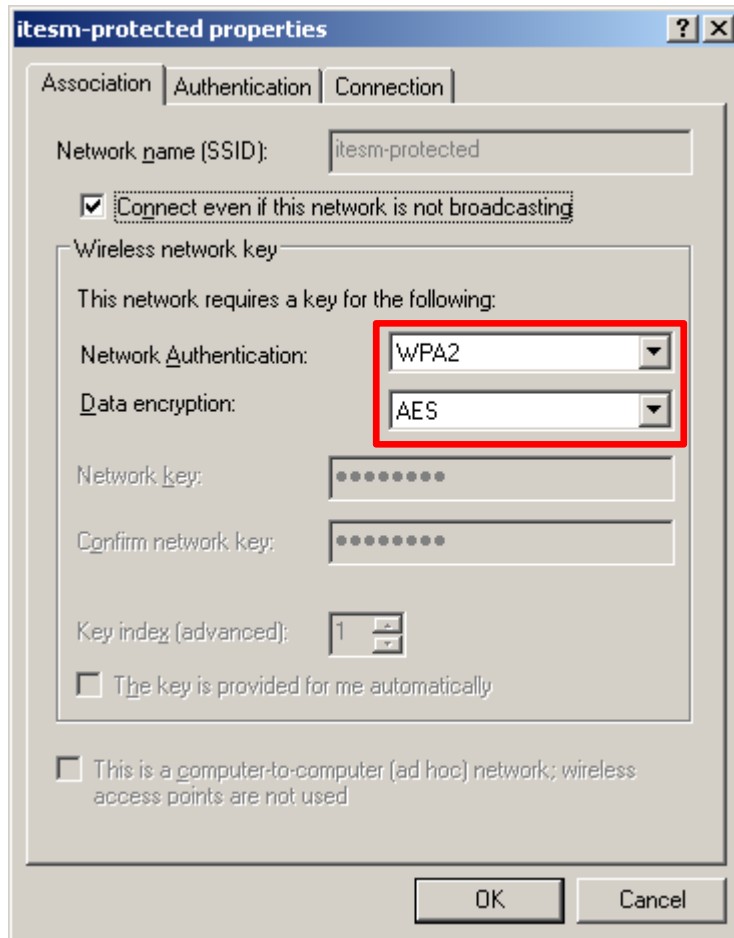 itesm-protected properties
Association Authentication Connection
Network name (SSID): itesm-protected
Connect even if this network is not broadcasting
Wireless network key
This network requires a key for the following:
Network Authentication: WPA2
Data encryption: AES
Network key: ••••••••
Confirm network key: ••••••••
Key index (advanced): 1
The key is provided for me automatically
This is a computer-to-computer (ad hoc) network; wireless
access points are not used
OK Cancel